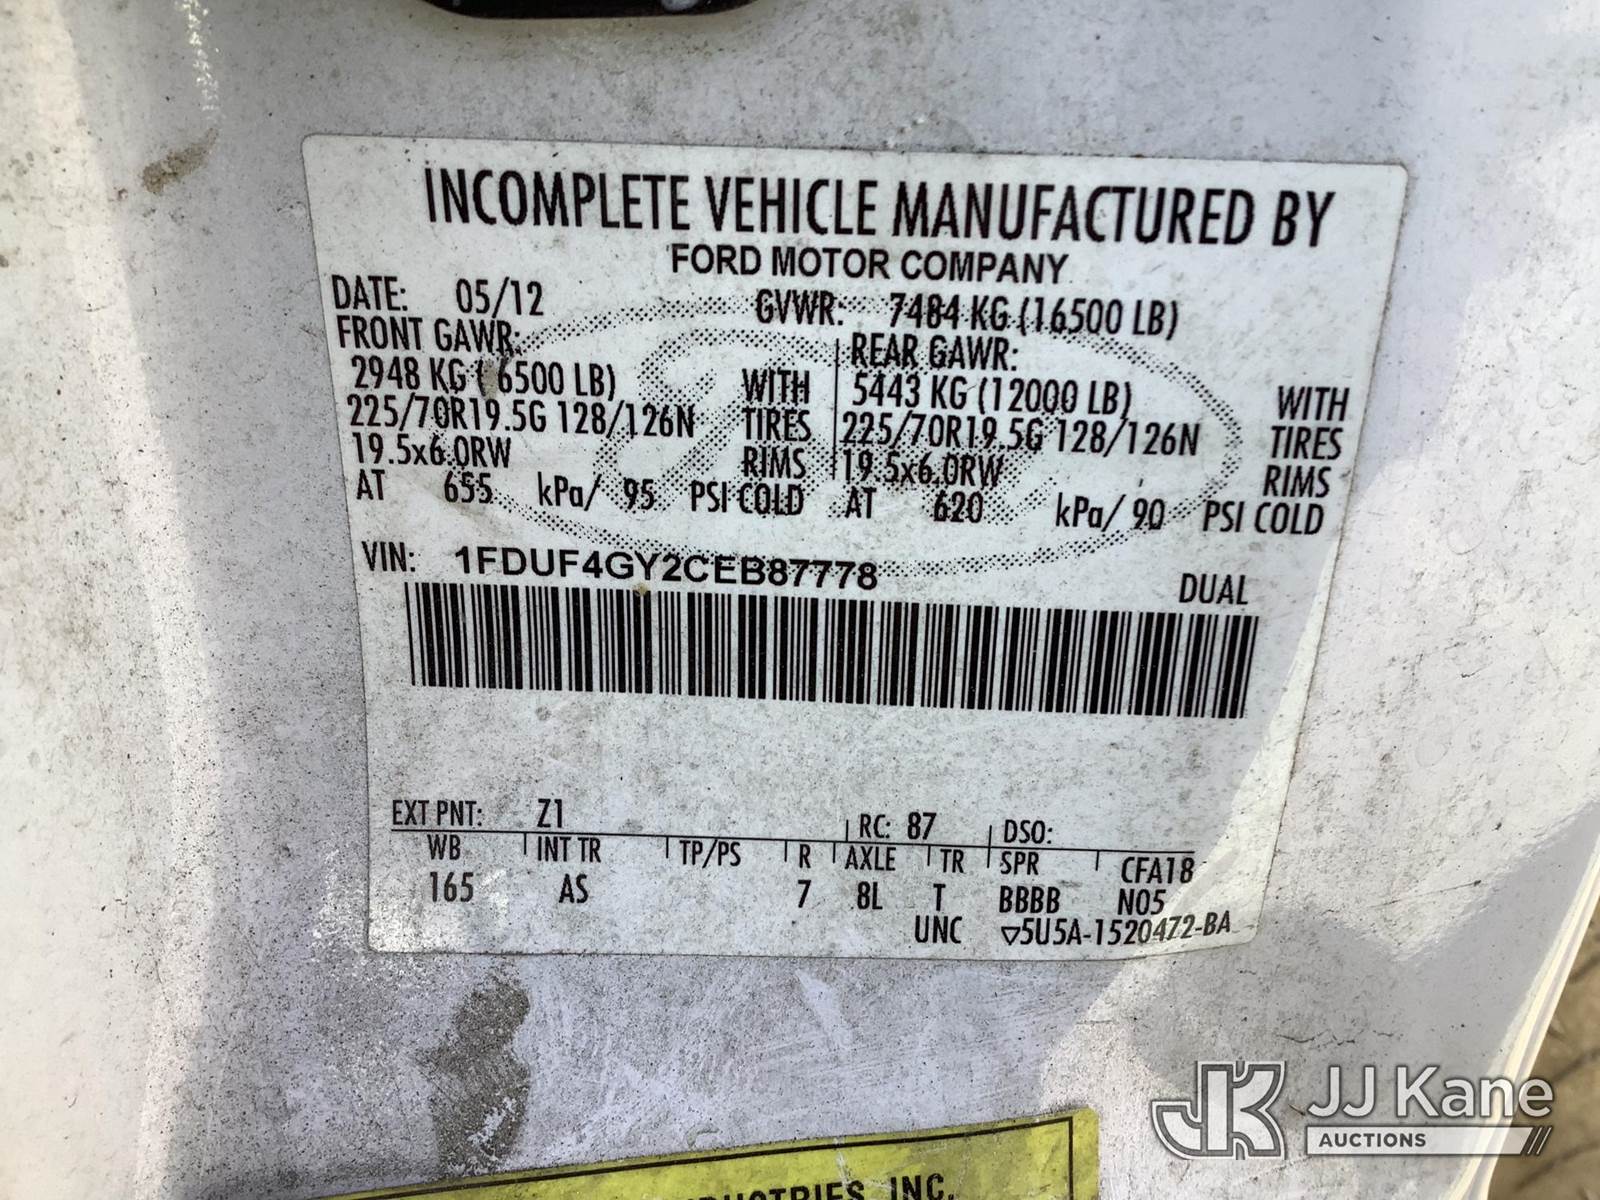 INCOMPLETE VEHICLE MANUFACTURED BY
FORD MOTOR COMPANY
DATE: 05/12 GVWR: 7484 KG (16500 LB)
FRONT GAWR: REAR GAWR:
2948 KG ( 6500 LB) WITH 5443 KG (12000 LB) WITH
225/70R19.5G 128/126N TIRES 225/70R19.5G 128/126N TIRES
19.5x6.0RW RIMS 19.5x6.0RW RIMS
AT 655 kPa/ 95 PSI COLD AT 620 kPa/ 90 PSI COLD
VIN: 1FDUF4GY2CEB87778
DUAL
EXT PNT: Z1 RC: 87 DSO:
WB INT TR TP/PS R AXLE TR SPR CFA18
165 AS 7 8L T BBBB N05
UNC ▽5U5A-1520472-BA
INC.
JK JJ Kane
AUCTIONS